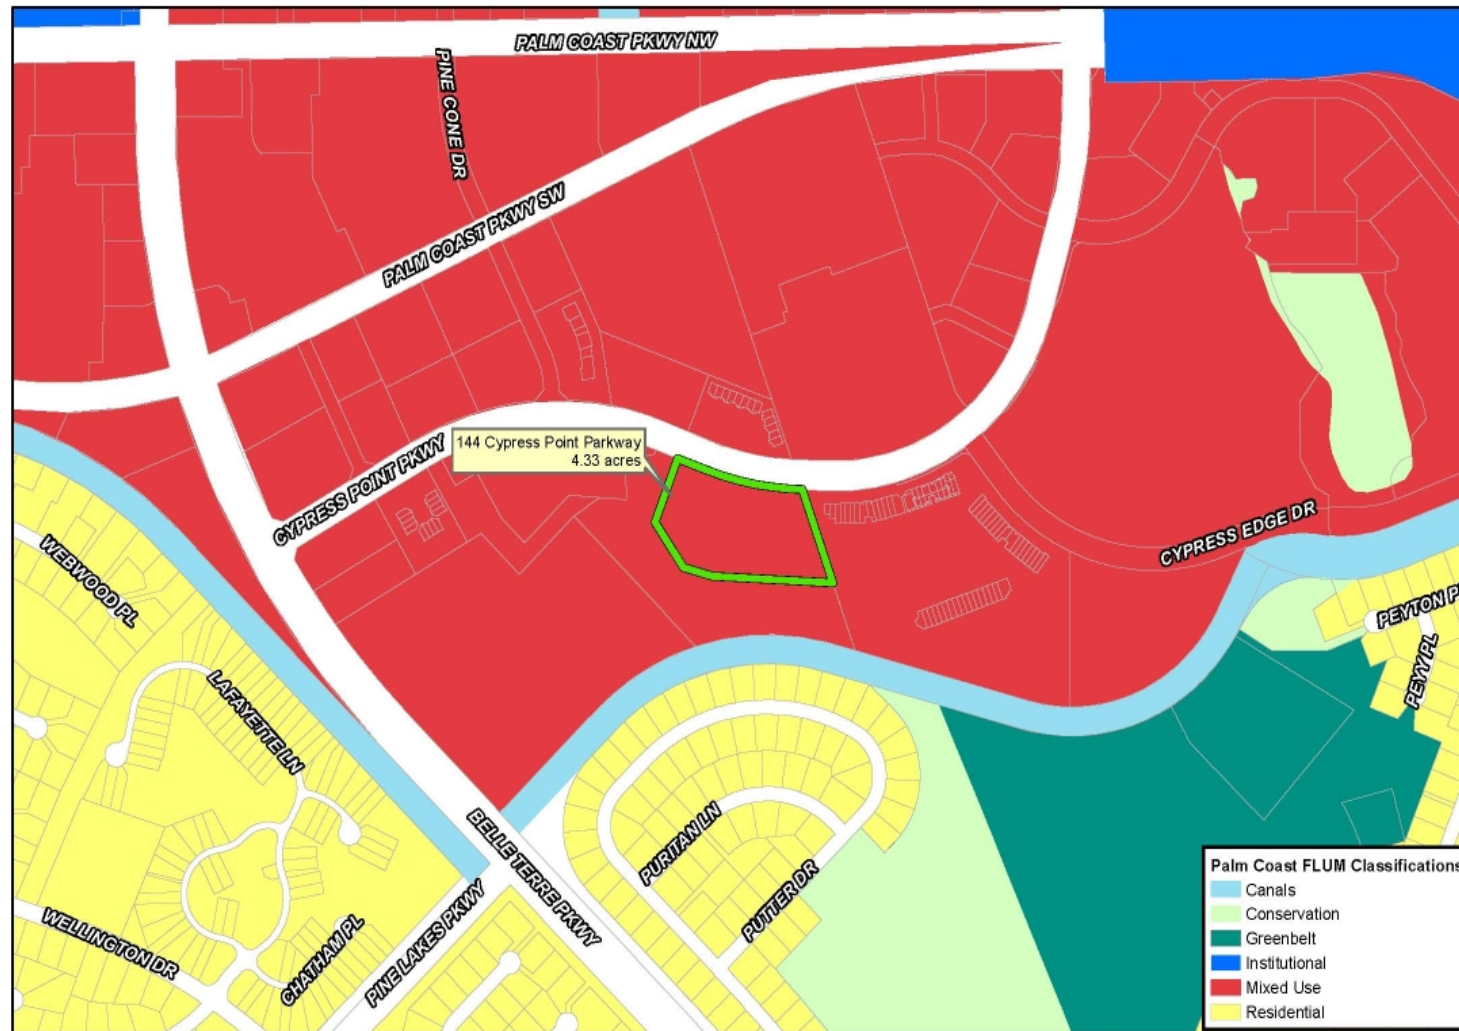 PALM COAST PKWY NW
PINE CONE DR
PALM COAST PKWY SW
144 Cypress Point Parkway
4.33 acres
CYPRESS POINT PKWY
CYPRESS EDGE DR
WEBWOOD PL
PEYTON P
PEYY PL
LAFAYETTE LN
BELLE TERRE PKWY
PURITAN LN
PUTTER DR
WELLINGTON DR
CHATHAM PL
PINE LAKES PKWY
Palm Coast FLUM Classifications
Canals
Conservation
Greenbelt
Institutional
Mixed Use
Residential